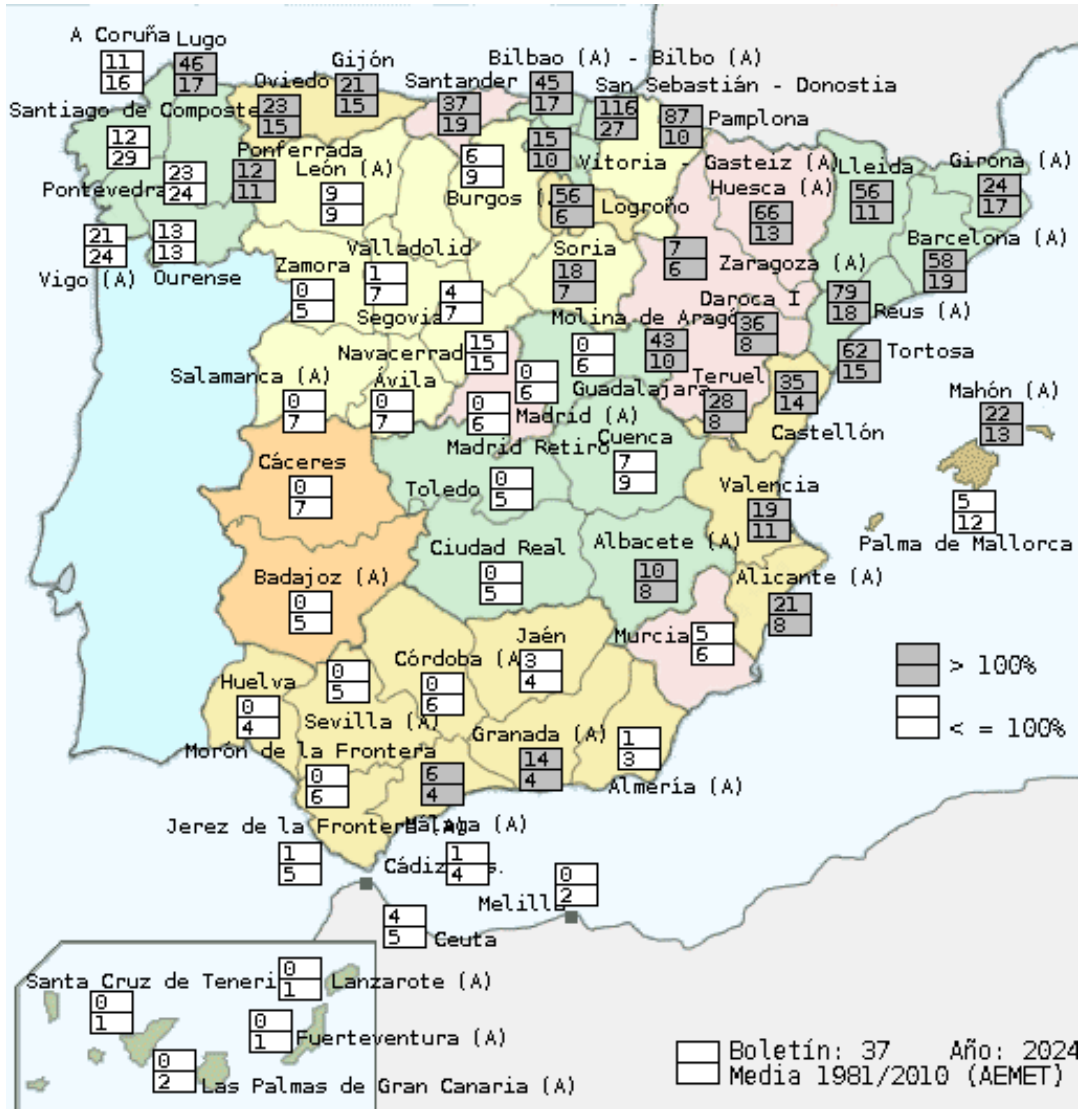 A Coruña
11
16
Lugo
46
17
Gijón
21
15
Oviedo
23
15
Santander
37
19
Bilbao (A) - Bilbo (A)
45
17
San Sebastián - Donostia
116
27
87
10
Pamplona
Santiago de Composte
12
29
Ponferrada
12
11
León (A)
9
9
6
9
Burgos (
15
10
Vitoria - Gasteiz (A)
Pontevedra
23
24
56
6
Logroño
Huesca (A)
66
13
Lleida
56
11
Girona (A)
24
17
21
24
Vigo (A)
13
13
Ourense
Zamora
0
5
Valladolid
1
7
Segovia
4
7
Soria
18
7
7
6
Zaragoza (A)
Barcelona (A)
58
19
Daroca I
36
8
79
18
Reus (A)
Molina de Aragó
43
10
Navacerrad
15
15
0
6
Guadalajara
0
6
62
15
Tortosa
Salamanca (A)
0
7
Ávila
0
7
0
6
Madrid (A)
Madrid Retiro
Teruel
28
8
35
14
Castellón
Mahón (A)
22
13
Cáceres
0
7
Toledo
0
5
Cuenca
7
9
Valencia
19
11
5
12
Palma de Mallorca
Badajoz (A)
0
5
Ciudad Real
0
5
Albacete (A)
10
8
Alicante (A)
21
8
Murcia
5
6
Jaén
3
4
Córdoba (A
0
6
0
5
Sevilla (A)
Huelva
0
4
> 100%
< = 100%
Morón de la Frontera
0
6
6
4
Málaga (A)
Granada (A)
14
4
1
3
Almería (A)
Jerez de la Frontera
1
5
Cádiz
s.
1
4
Melilla
0
2
4
5
Ceuta
Santa Cruz de Teneri
0
1
0
1
Lanzarote (A)
0
1
Fuerteventura (A)
0
2
Las Palmas de Gran Canaria (A)
Boletín: 37 Año: 2024
Media 1981/2010 (AEMET)